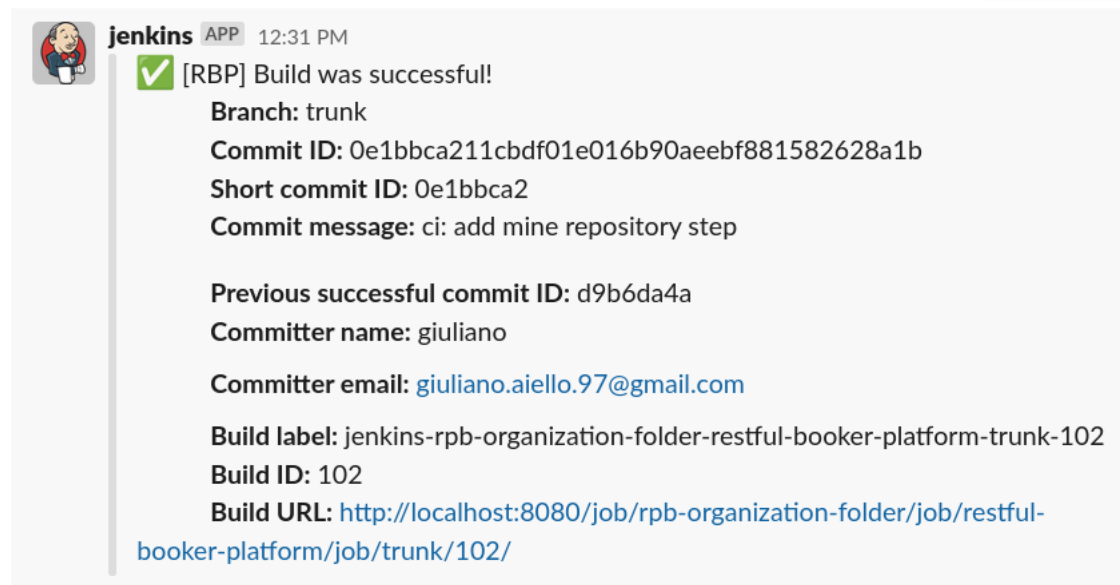 jenkins APP 12:31 PM
✅ [RBP] Build was successful!
Branch: trunk
Commit ID: 0e1bbca211cbdf01e016b90aeebf881582628a1b
Short commit ID: 0e1bbca2
Commit message: ci: add mine repository step
Previous successful commit ID: d9b6da4a
Committer name: giuliano
Committer email: giuliano.aiello.97@gmail.com
Build label: jenkins-rpb-organization-folder-restful-booker-platform-trunk-102
Build ID: 102
Build URL: http://localhost:8080/job/rpb-organization-folder/job/restful-
booker-platform/job/trunk/102/